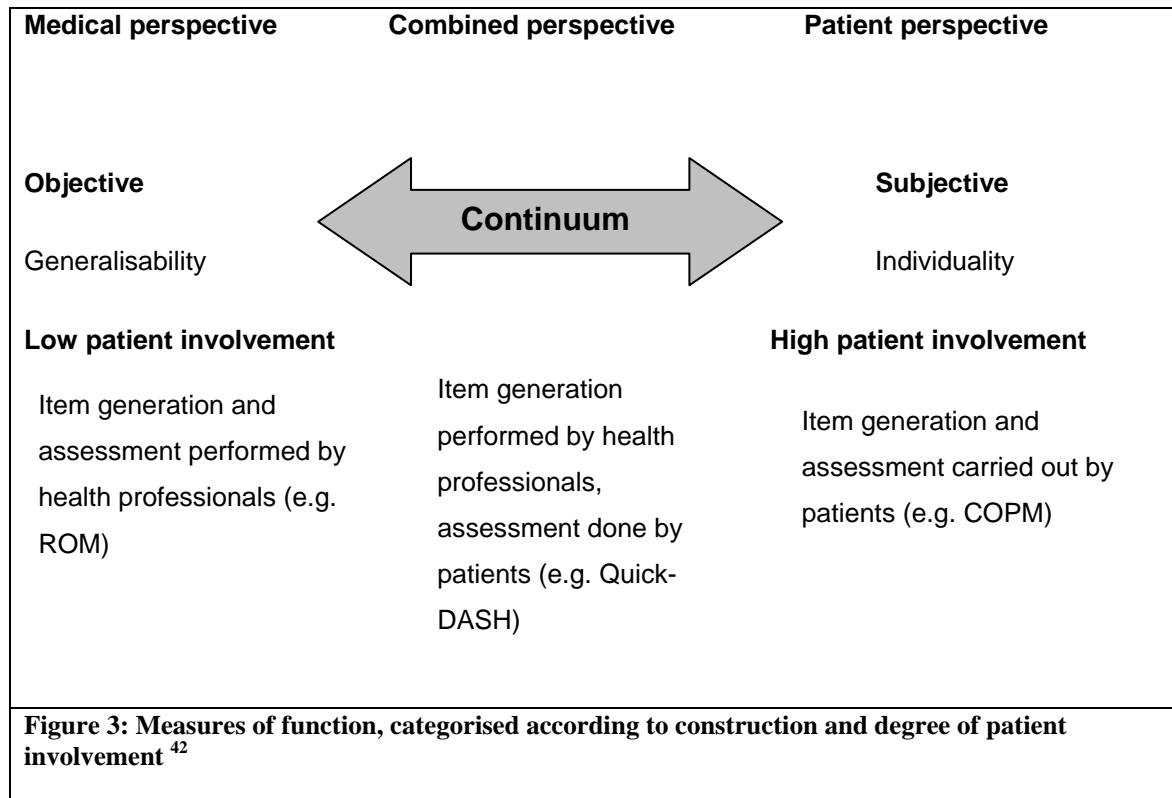 Medical perspective Combined perspective Patient perspective
Objective
Continuum
Subjective
Generalisability
Individuality
Low patient involvement
High patient involvement
Item generation and
assessment performed by
health professionals (e.g.
ROM)
Item generation
performed by health
professionals,
assessment done by
patients (e.g. Quick-
DASH)
Item generation and
assessment carried out by
patients (e.g. COPM)
Figure 3: Measures of function, categorised according to construction and degree of patient
involvement 42